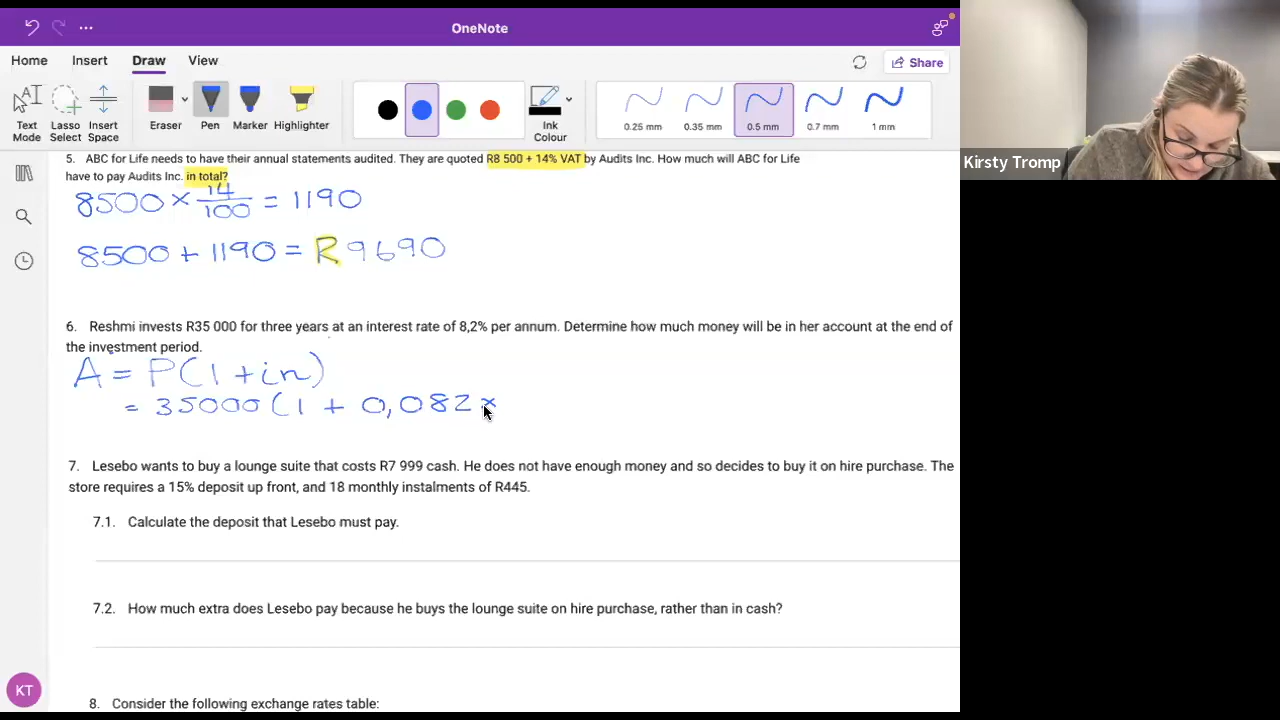 OneNote
Home Insert Draw View
Share
Text Mode
Lasso Select
Insert Space
Eraser
Pen
Marker
Highlighter
Ink Colour
0.25 mm
0.35 mm
0.5 mm
0.7 mm
1 mm
5. ABC for Life needs to have their annual statements audited. They are quoted R8 500 + 14% VAT by Audits Inc. How much will ABC for Life
have to pay Audits Inc. in total?
8500 × 14/100 = 1190
8500 + 1190 = R9690
6. Reshmi invests R35 000 for three years at an interest rate of 8,2% per annum. Determine how much money will be in her account at the end of
the investment period.
A = P(1 + in)
= 35000(1 + 0,082 ×
7. Lesebo wants to buy a lounge suite that costs R7 999 cash. He does not have enough money and so decides to buy it on hire purchase. The
store requires a 15% deposit up front, and 18 monthly instalments of R445.
7.1. Calculate the deposit that Lesebo must pay.
7.2. How much extra does Lesebo pay because he buys the lounge suite on hire purchase, rather than in cash?
8. Consider the following exchange rates table:
KT
Kirsty Tromp